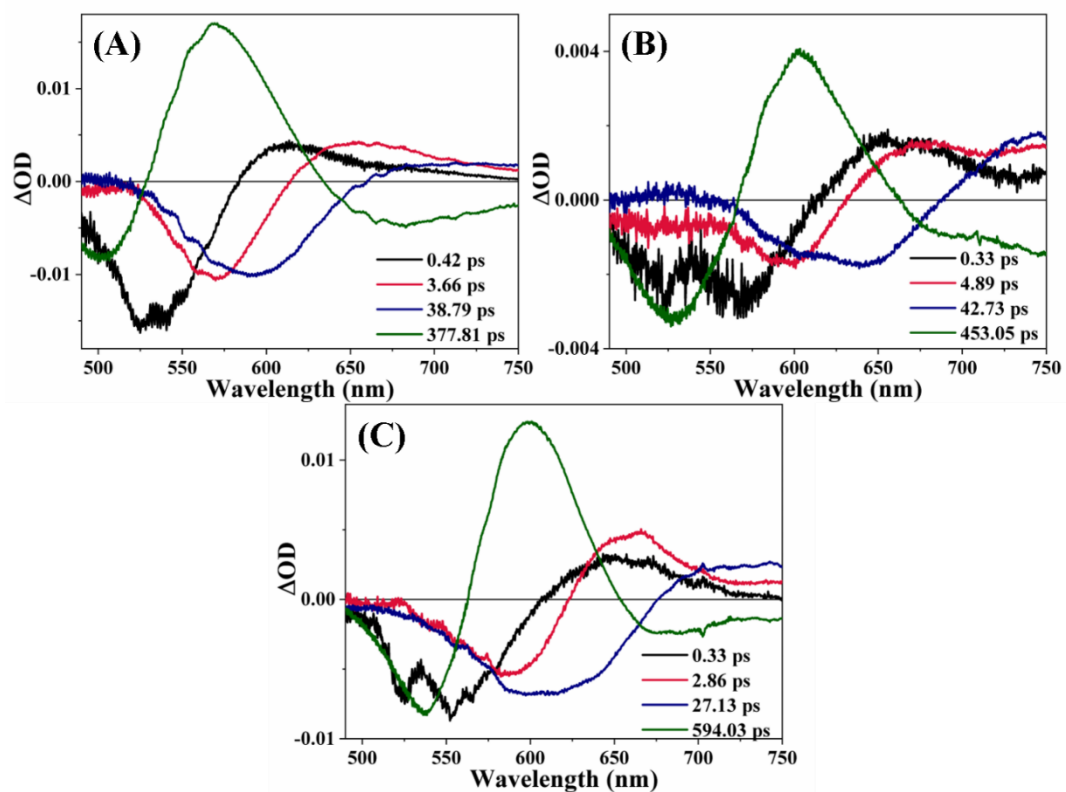 (A)
0.01
0.00
-0.01
ΔOD
0.42 ps
3.66 ps
38.79 ps
377.81 ps
500 550 600 650 700 750
Wavelength (nm)
(B)
0.004
0.000
-0.004
ΔOD
0.33 ps
4.89 ps
42.73 ps
453.05 ps
500 550 600 650 700 750
Wavelength (nm)
(C)
0.01
0.00
-0.01
ΔOD
0.33 ps
2.86 ps
27.13 ps
594.03 ps
500 550 600 650 700 750
Wavelength (nm)